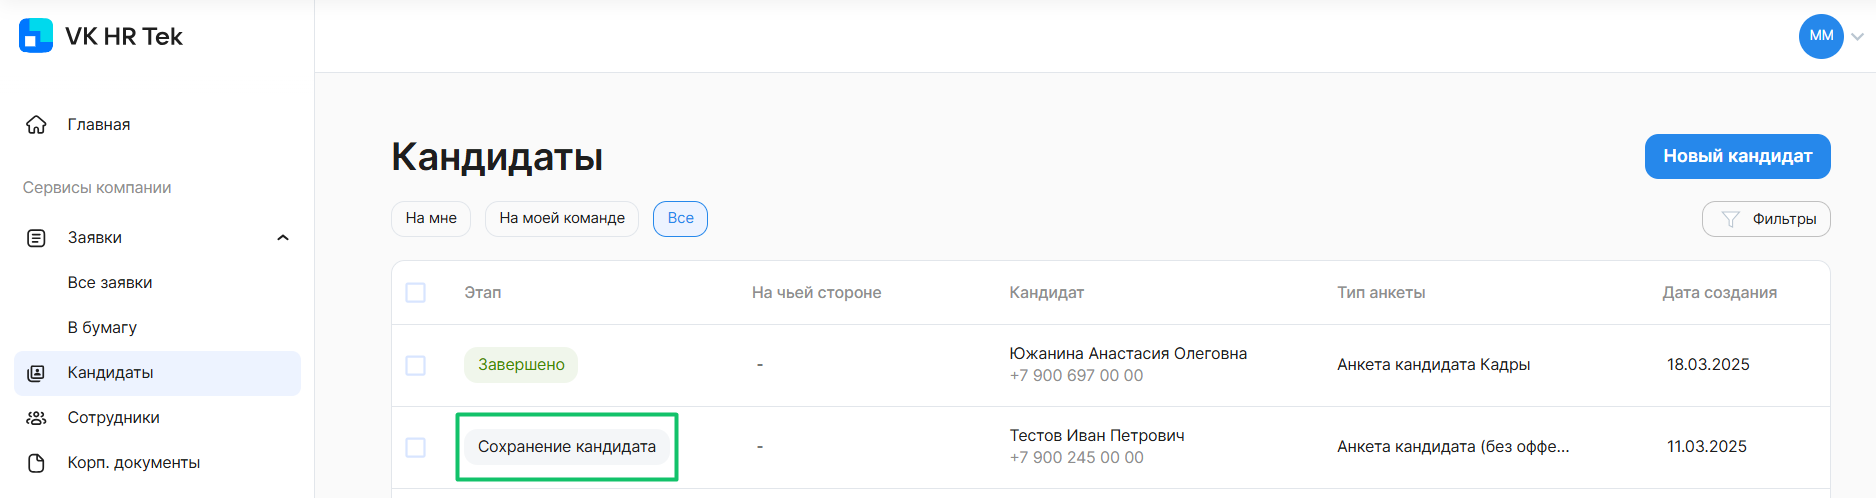 VK HR Tek
MM
Главная
Сервисы компании
Заявки
Все заявки
В бумагу
Кандидаты
Сотрудники
Корп. документы
Кандидаты
Новый кандидат
На мне
На моей команде
Все
Фильтры
Этап
На чьей стороне
Кандидат
Тип анкеты
Дата создания
Завершено
-
Южанина Анастасия Олеговна
+7 900 697 00 00
Анкета кандидата Кадры
18.03.2025
Сохранение кандидата
-
Тестов Иван Петрович
+7 900 245 00 00
Анкета кандидата (без оффе...
11.03.2025